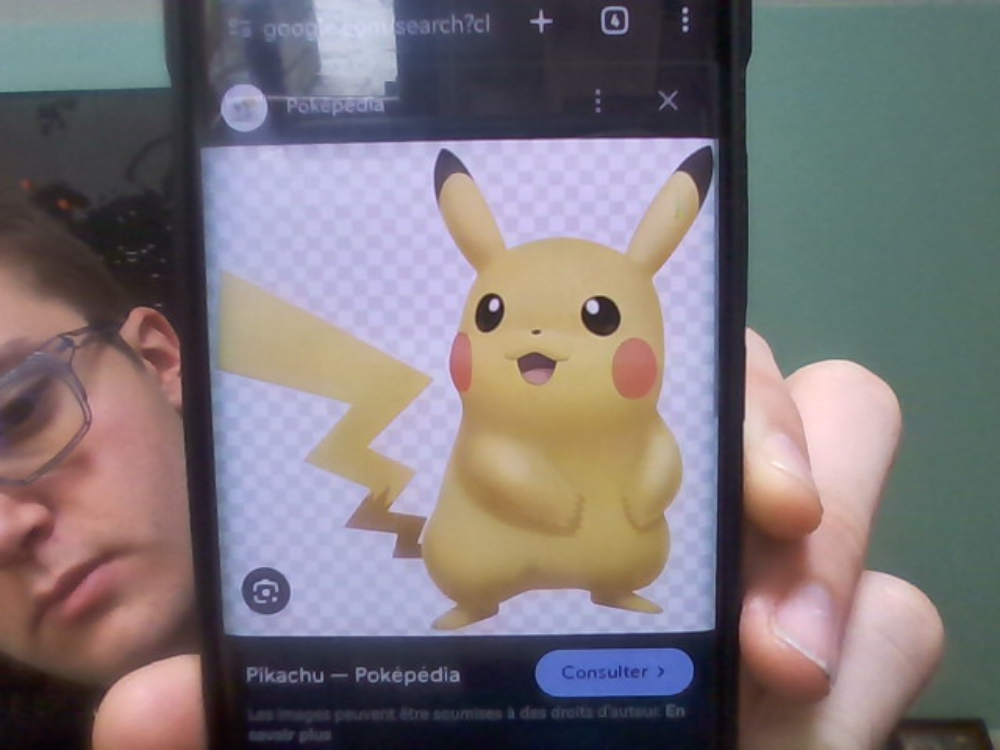 google.com/search?cl
4
Poképédia
Pikachu — Poképédia
Consulter >
Les images peuvent être soumises à des droits d'auteur. En
savoir plus